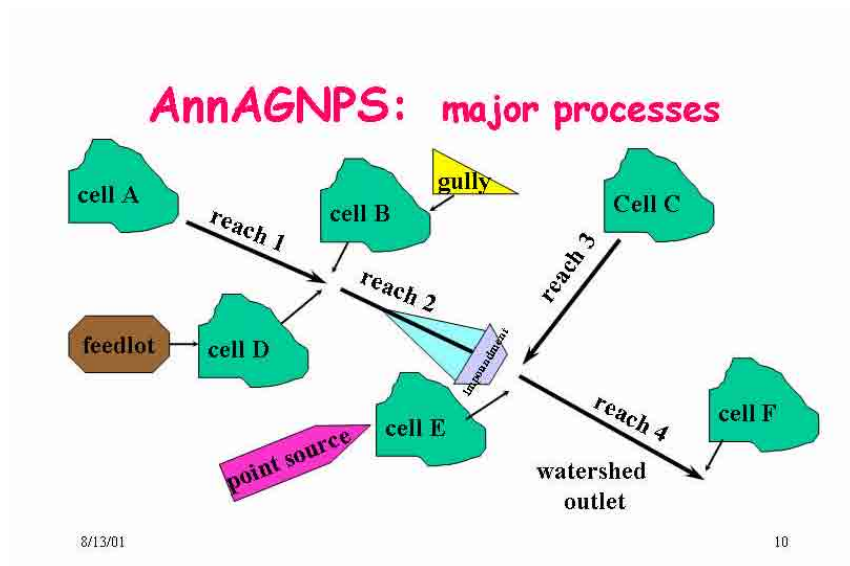 AnnAGNPS: major processes
cell A
reach 1
cell B
gully
Cell C
reach 3
reach 2
feedlot
cell D
impoundment
point source
cell E
reach 4
cell F
watershed
outlet
8/13/01
10